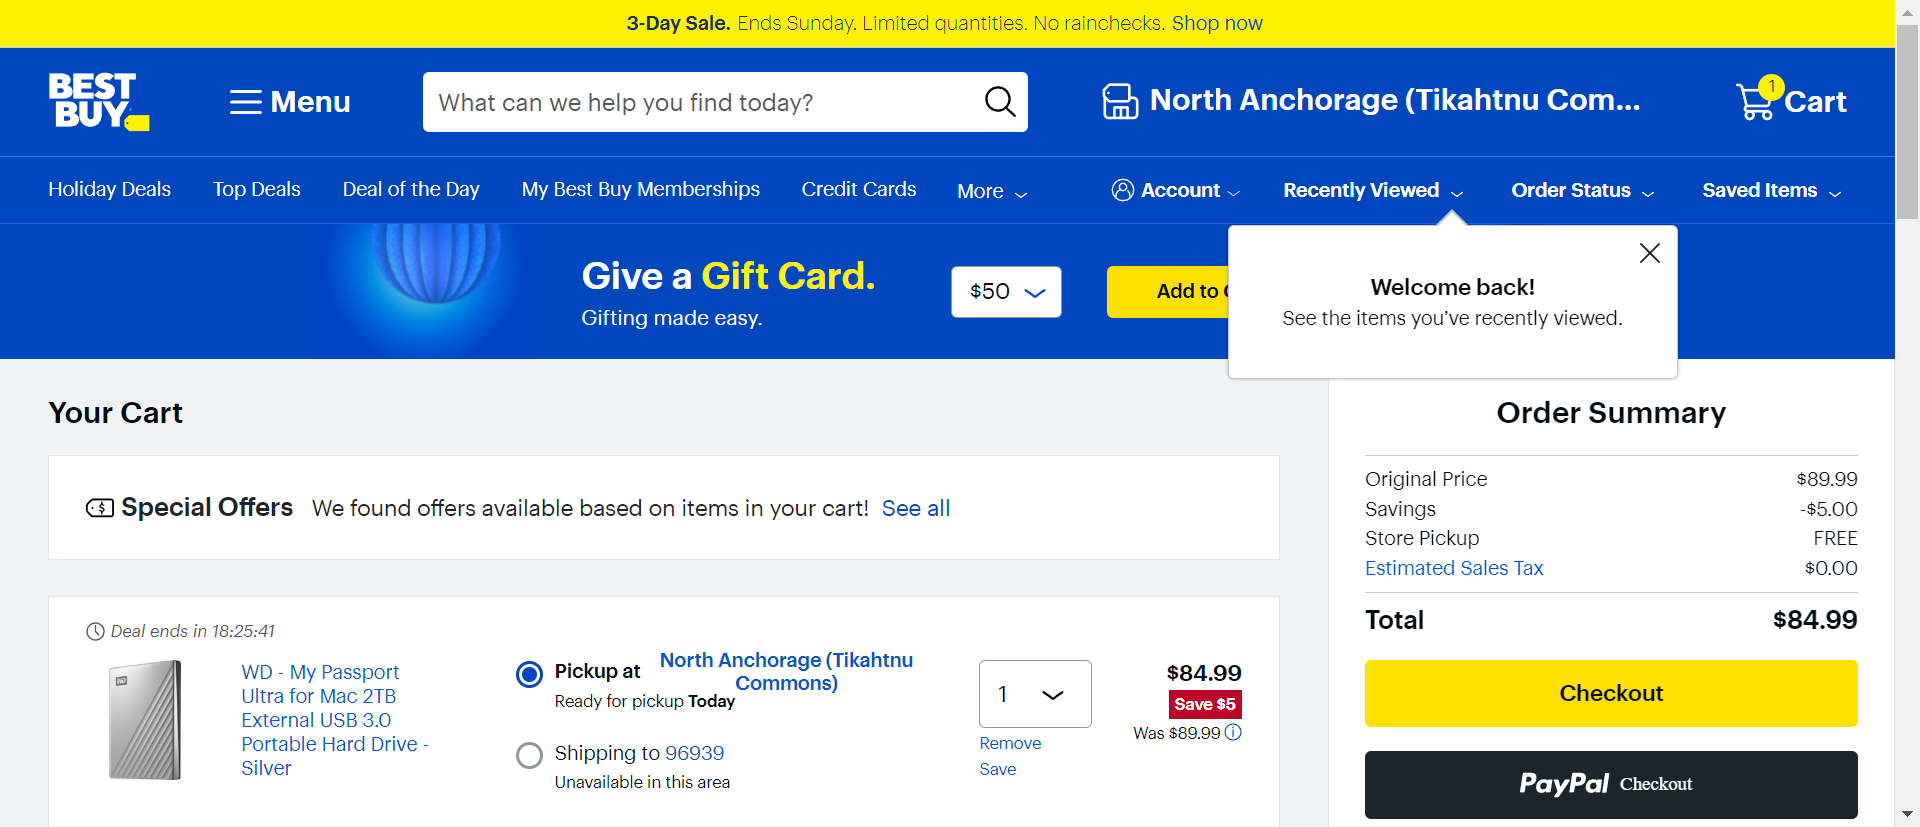 3-Day Sale. Ends Sunday. Limited quantities. No rainchecks. Shop now
BEST
BUY
Menu
What can we help you find today?
North Anchorage (Tikahtnu Com...
1
Cart
Holiday Deals
Top Deals
Deal of the Day
My Best Buy Memberships
Credit Cards
More
Account
Recently Viewed
Order Status
Saved Items
Give a Gift Card.
Gifting made easy.
$50
Add to
Welcome back!
See the items you’ve recently viewed.
Your Cart
Special Offers We found offers available based on items in your cart! See all
Deal ends in 18:25:41
WD
WD - My Passport
Ultra for Mac 2TB
External USB 3.0
Portable Hard Drive -
Silver
Pickup at North Anchorage (Tikahtnu
Commons)
Ready for pickup Today
Shipping to 96939
Unavailable in this area
1
Remove
Save
$84.99
Save $5
Was $89.99
Order Summary
Original Price $89.99
Savings -$5.00
Store Pickup FREE
Estimated Sales Tax $0.00
Total $84.99
Checkout
PayPal Checkout